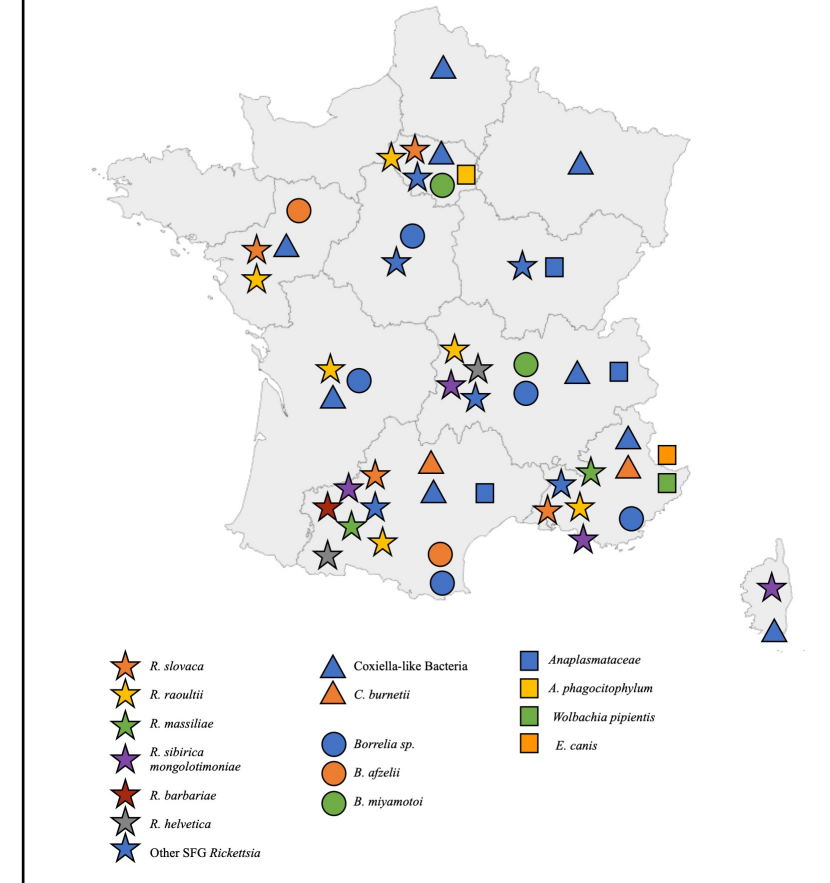 R. slovaca
R. raoultii
R. massiliae
R. sibirica
mongolotimoniae
R. barbariae
R. helvetica
Other SFG Rickettsia
Coxiella-like Bacteria
C. burnetii
Borrelia sp.
B. afzelii
B. miyamotoi
Anaplasmataceae
A. phagocitophylum
Wolbachia pipientis
E. canis